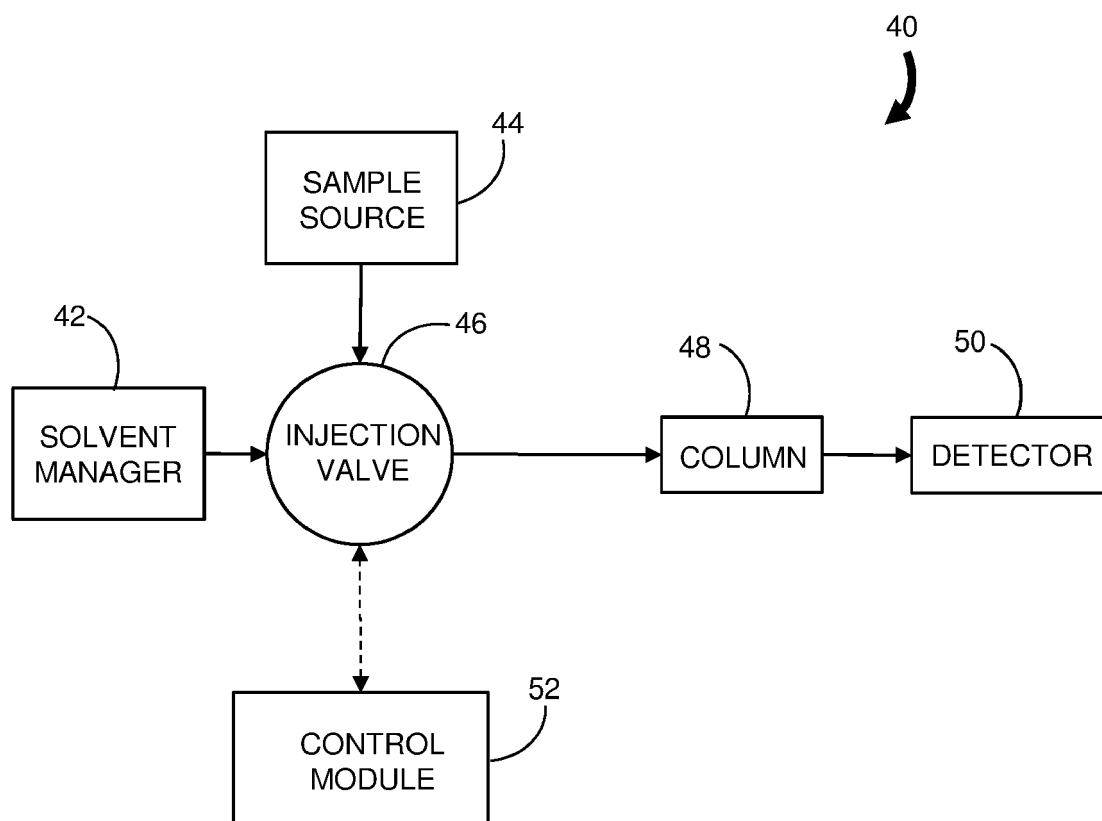 40
44
SAMPLE
SOURCE
42
46
48
50
SOLVENT
MANAGER
INJECTION
VALVE
COLUMN
DETECTOR
52
CONTROL
MODULE